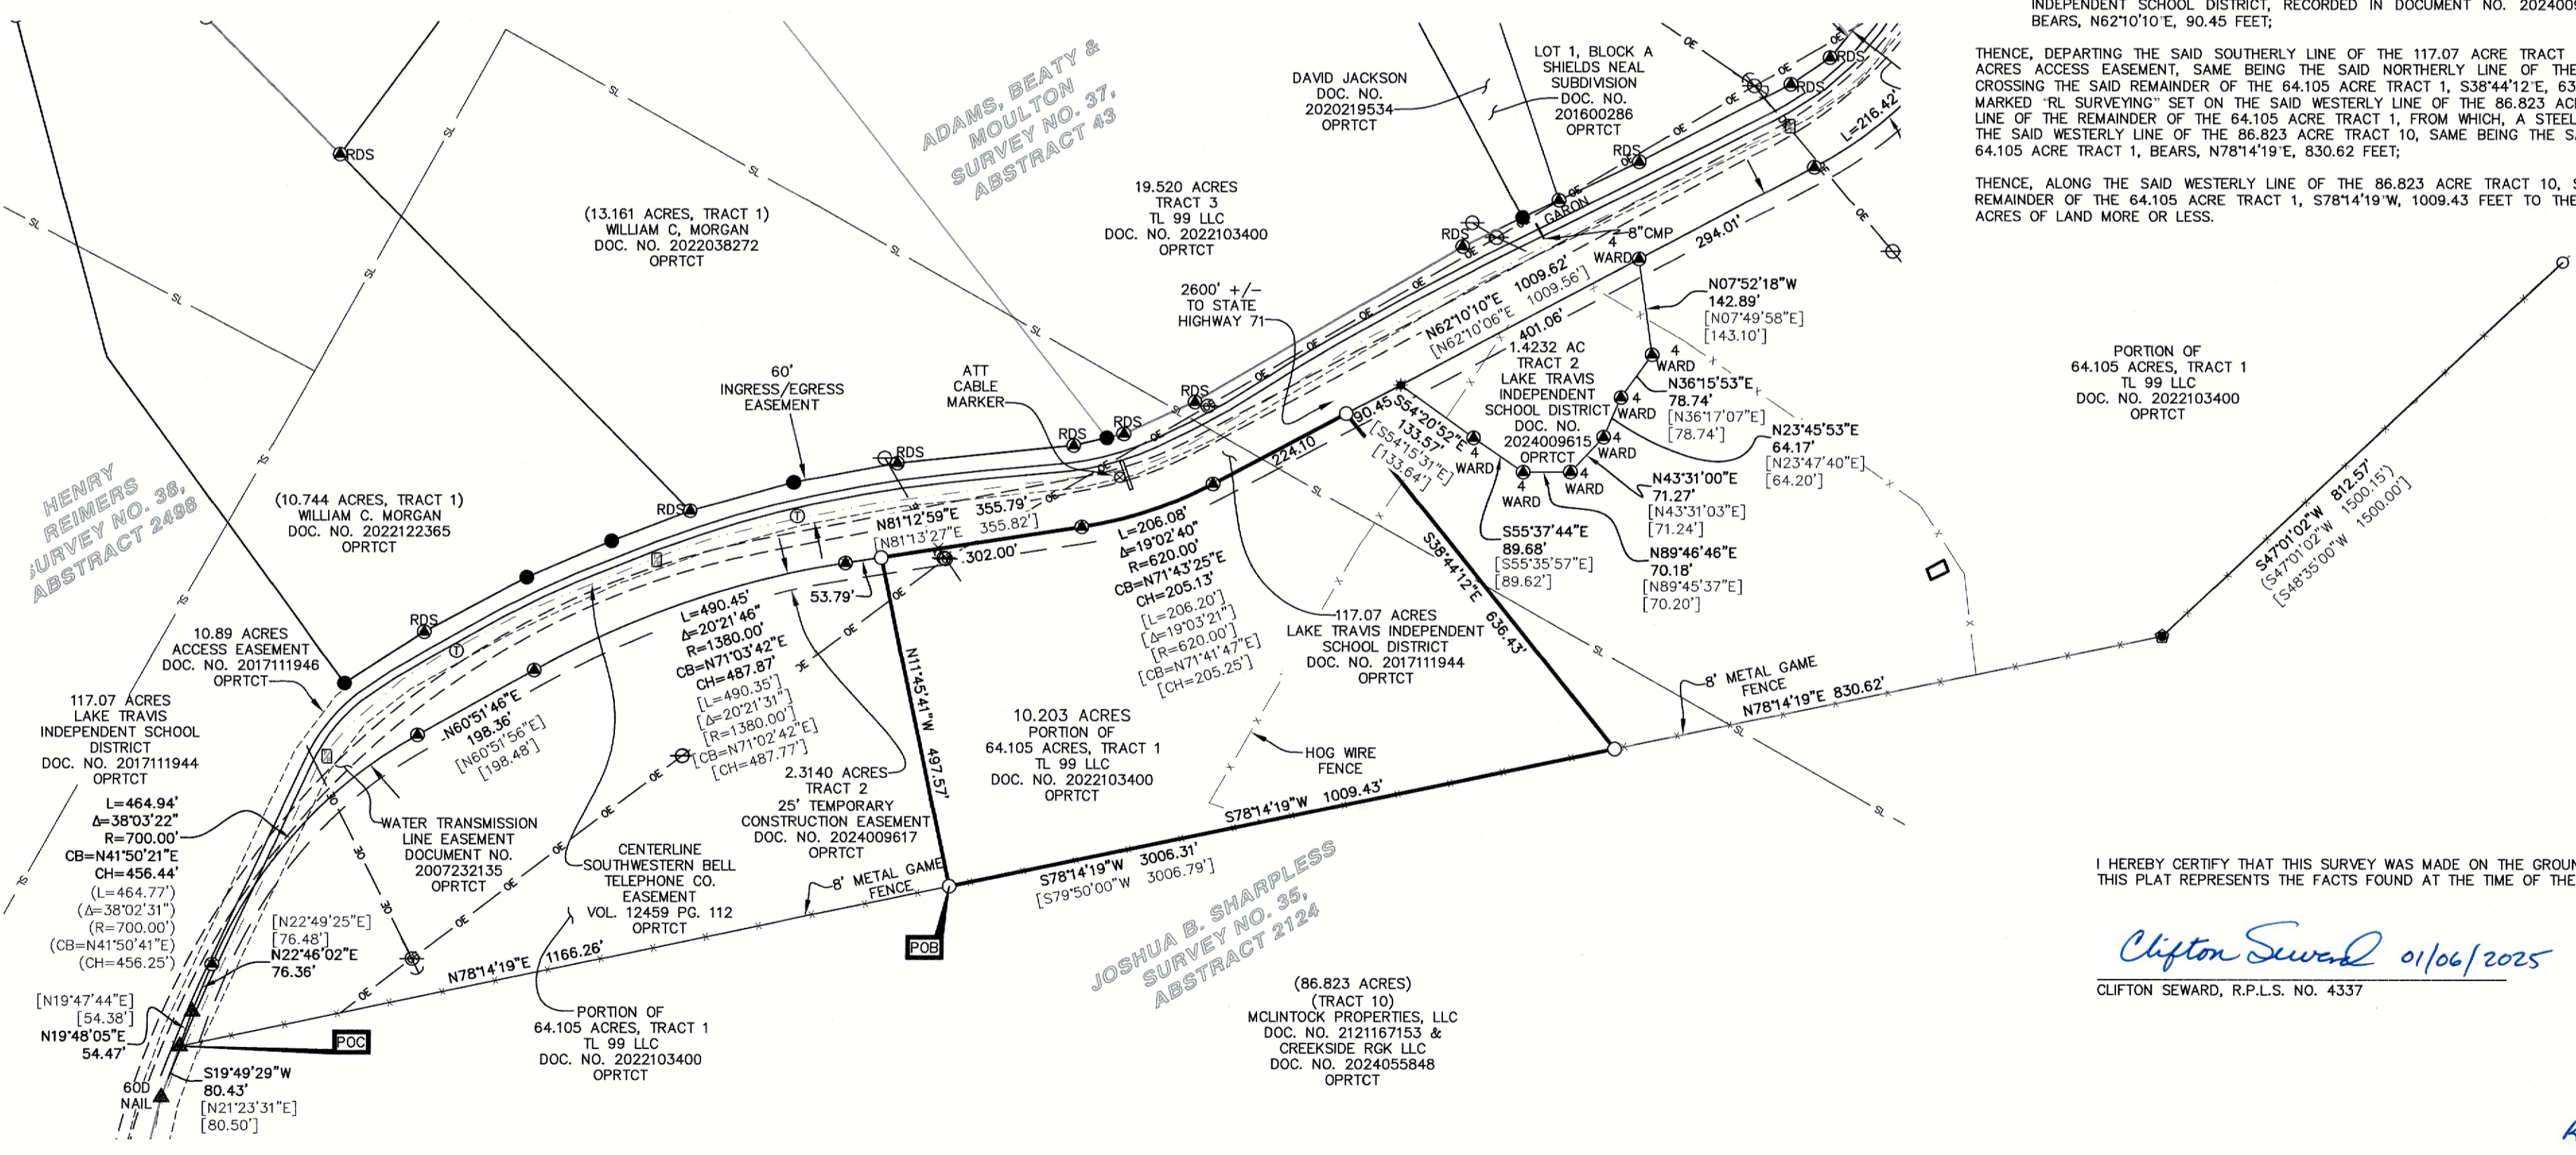 INDEPENDENT SCHOOL DISTRICT, RECORDED IN DOCUMENT NO. 202400
BEARS, N62°10'10"E, 90.45 FEET;
THENCE, DEPARTING THE SAID SOUTHERLY LINE OF THE 117.07 ACRE TRACT
ACRES ACCESS EASEMENT, SAME BEING THE SAID NORTHERLY LINE OF THE
CROSSING THE SAID REMAINDER OF THE 64.105 ACRE TRACT 1, S38°44'12"E, 63
MARKED "RL SURVEYING" SET ON THE SAID WESTERLY LINE OF THE 86.823 AC
LINE OF THE REMAINDER OF THE 64.105 ACRE TRACT 1, FROM WHICH, A STEEL
THE SAID WESTERLY LINE OF THE 86.823 ACRE TRACT 10, SAME BEING THE S
64.105 ACRE TRACT 1, BEARS, N78°14'19"E, 830.62 FEET;
THENCE, ALONG THE SAID WESTERLY LINE OF THE 86.823 ACRE TRACT 10, S
REMAINDER OF THE 64.105 ACRE TRACT 1, S78°14'19"W, 1009.43 FEET TO THE
ACRES OF LAND MORE OR LESS.
ADAMS, BEATY &
MOULTON
SURVEY NO. 37,
ABSTRACT 43
DAVID JACKSON
DOC. NO.
2020219534
OPRTCT
LOT 1, BLOCK A
SHIELDS NEAL
SUBDIVISION
DOC. NO.
201600286
OPRTCT
RDS
RDS
RDS
RDS
RDS
L=216.42'
(13.161 ACRES, TRACT 1)
WILLIAM C, MORGAN
DOC. NO. 2022038272
OPRTCT
19.520 ACRES
TRACT 3
TL 99 LLC
DOC. NO. 2022103400
OPRTCT
GARON
8"CMP
294.01'
2600' +/-
TO STATE
HIGHWAY 71
N62°10'10"E 1009.62'
[N62°10'06"E 1009.56']
401.06'
4
WARD
N07°52'18"W
142.89'
[N07°49'58"E]
[143.10']
4
WARD
N36°15'53"E
78.74'
[N36°17'07"E]
[78.74']
4
WARD
N23°45'53"E
64.17'
[N23°47'40"E]
[64.20']
4
WARD
N43°31'00"E
71.27'
[N43°31'03"E]
[71.24']
4
WARD
N89°46'46"E
70.18'
[N89°45'37"E]
[70.20']
4
WARD
S55°37'44"E
89.68'
[S55°35'57"E]
[89.62']
4
WARD
S54°20'52"E
133.57'
[S54°15'31"E]
[133.64']
1.4232 AC
TRACT 2
LAKE TRAVIS
INDEPENDENT
SCHOOL DISTRICT
DOC. NO.
2024009615
OPRTCT
PORTION OF
64.105 ACRES, TRACT 1
TL 99 LLC
DOC. NO. 2022103400
OPRTCT
S47°01'02"W 812.57'
(S47°01'02"W 1500.15')
[S48°35'00"W 1500.00']
60'
INGRESS/EGRESS
EASEMENT
ATT
CABLE
MARKER
RDS
RDS
RDS
RDS
RDS
RDS
90.45
224.10
N81°12'59"E 355.79'
[N81°13'27"E 355.82']
302.00'
53.79'
HENRY
REIMERS
SURVEY NO. 38,
ABSTRACT 2498
(10.744 ACRES, TRACT 1)
WILLIAM C. MORGAN
DOC. NO. 2022122365
OPRTCT
L=206.08'
Δ=19°02'40"
R=620.00'
CB=N71°43'25"E
CH=205.13'
[L=206.20']
[Δ=19°03'21"]
[R=620.00']
[CB=N71°41'47"E]
[CH=205.25']
L=490.45'
Δ=20°21'46"
R=1380.00'
CB=N71°03'42"E
CH=487.87'
[L=490.35']
[Δ=20°21'31"]
[R=1380.00']
[CB=N71°02'42"E]
[CH=487.77']
S38°44'12"E 636.43'
117.07 ACRES
LAKE TRAVIS INDEPENDENT
SCHOOL DISTRICT
DOC. NO. 2017111944
OPRTCT
10.89 ACRES
ACCESS EASEMENT
DOC. NO. 2017111946
OPRTCT
117.07 ACRES
LAKE TRAVIS
INDEPENDENT SCHOOL
DISTRICT
DOC. NO. 2017111944
OPRTCT
N60°51'46"E
198.36'
[N60°51'56"E]
[198.48']
N11°45'41"W 497.57'
10.203 ACRES
PORTION OF
64.105 ACRES, TRACT 1
TL 99 LLC
DOC. NO. 2022103400
OPRTCT
HOG WIRE
FENCE
8' METAL GAME
FENCE
N78°14'19"E 830.62'
S78°14'19"W 1009.43'
S78°14'19"W 3006.31'
[S79°50'00"W 3006.79']
2.3140 ACRES
TRACT 2
25' TEMPORARY
CONSTRUCTION EASEMENT
DOC. NO. 2024009617
OPRTCT
L=464.94'
Δ=38°03'22"
R=700.00'
CB=N41°50'21"E
CH=456.44'
(L=464.77')
(Δ=38°02'31")
(R=700.00')
(CB=N41°50'41"E)
(CH=456.25')
WATER TRANSMISSION
LINE EASEMENT
DOCUMENT NO.
2007232135
OPRTCT
CENTERLINE
SOUTHWESTERN BELL
TELEPHONE CO.
EASEMENT
VOL. 12459 PG. 112
OPRTCT
8' METAL GAME
FENCE
POB
[N22°49'25"E]
[76.48']
N22°46'02"E
76.36'
N78°14'19"E 1166.26'
[N19°47'44"E]
[54.38']
N19°48'05"E
54.47'
POC
PORTION OF
64.105 ACRES, TRACT 1
TL 99 LLC
DOC. NO. 2022103400
OPRTCT
60D
NAIL
S19°49'29"W
80.43'
[N21°23'31"E]
[80.50']
JOSHUA B. SHARPLESS
SURVEY NO. 35,
ABSTRACT 2124
(86.823 ACRES)
(TRACT 10)
MCLINTOCK PROPERTIES, LLC
DOC. NO. 2121167153 &
CREEKSIDE RGK LLC
DOC. NO. 2024055848
OPRTCT
I HEREBY CERTIFY THAT THIS SURVEY WAS MADE ON THE GROUN
THIS PLAT REPRESENTS THE FACTS FOUND AT THE TIME OF THE
Clifton Seward 01/06/2025
CLIFTON SEWARD, R.P.L.S. NO. 4337